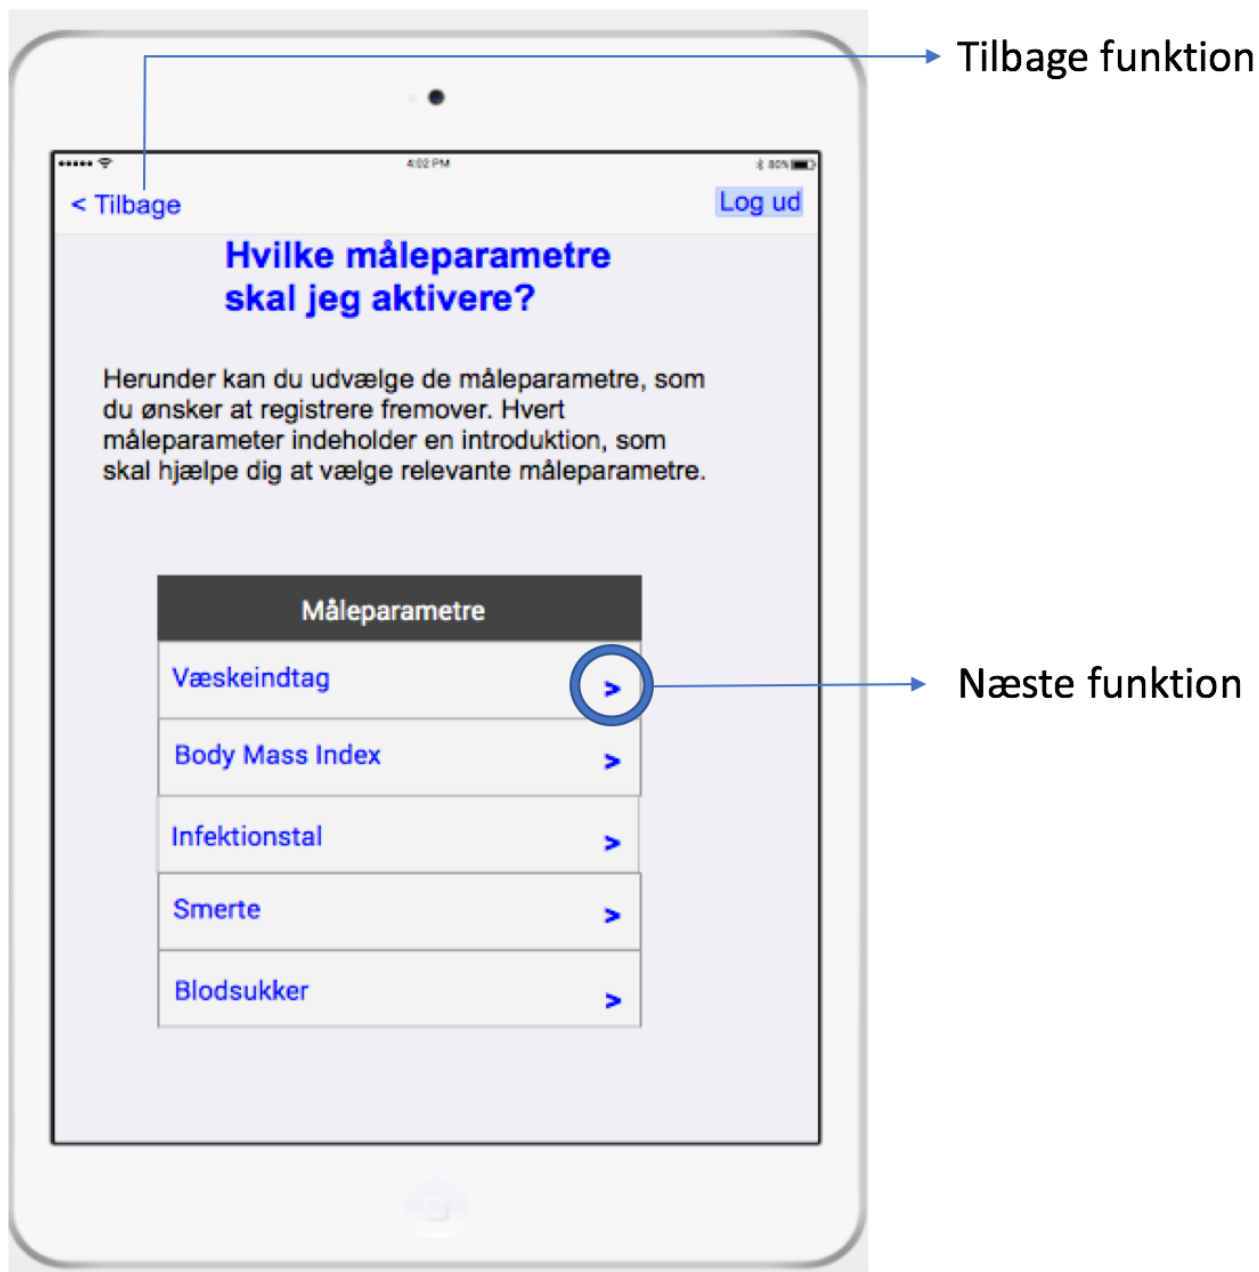 Tilbage funktion
4:02 PM
80%
< Tilbage
Log ud
Hvilke måleparametre
skal jeg aktivere?
Herunder kan du udvælge de måleparametre, som
du ønsker at registrere fremover. Hvert
måleparameter indeholder en introduktion, som
skal hjælpe dig at vælge relevante måleparametre.
Måleparametre
Væskeindtag >
Næste funktion
Body Mass Index >
Infektionstal >
Smerte >
Blodsukker >